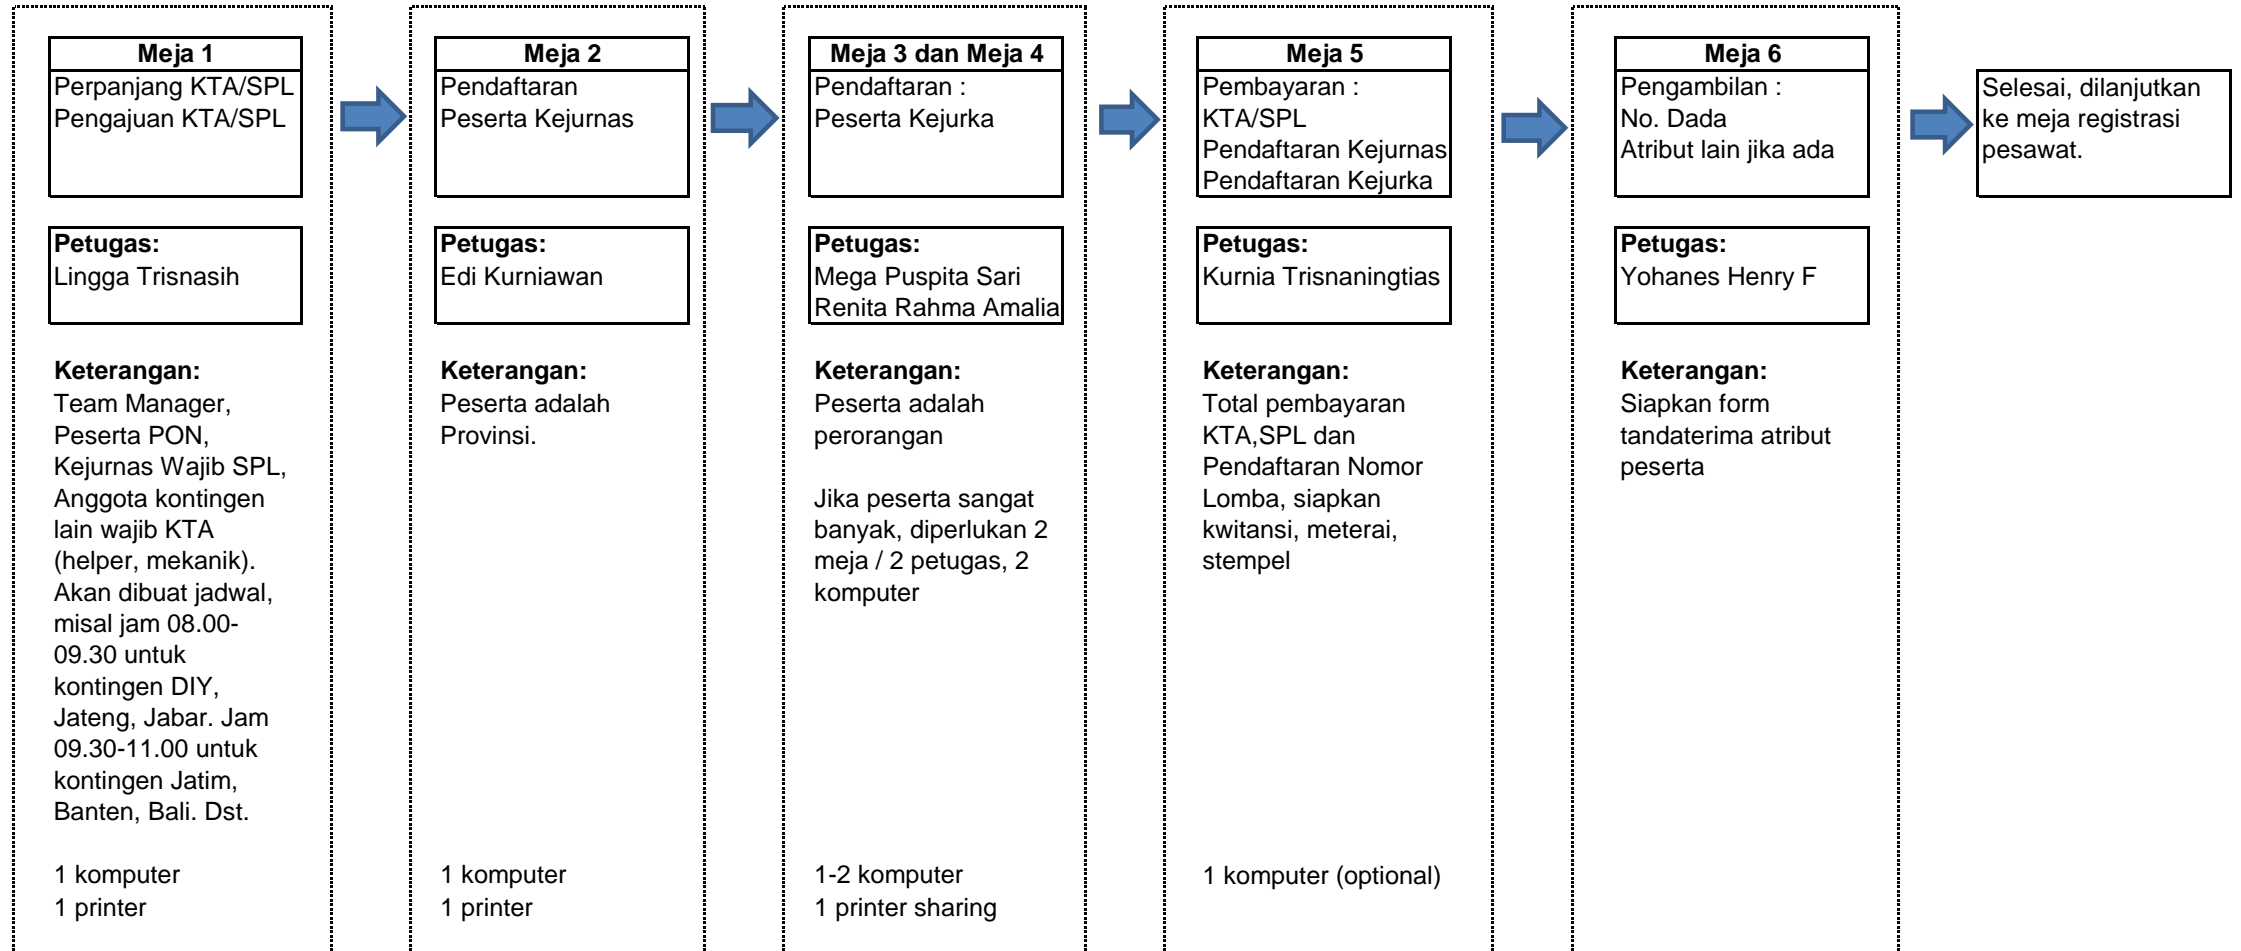 Meja 1
Perpanjang KTA/SPL
Pengajuan KTA/SPL
Petugas:
Lingga Trisnasih
Keterangan:
Team Manager,
Peserta PON,
Kejurnas Wajib SPL,
Anggota kontingen
lain wajib KTA
(helper, mekanik).
Akan dibuat jadwal,
misal jam 08.00-
09.30 untuk
kontingen DIY,
Jateng, Jabar. Jam
09.30-11.00 untuk
kontingen Jatim,
Banten, Bali. Dst.
1 komputer
1 printer
Meja 2
Pendaftaran
Peserta Kejurnas
Petugas:
Edi Kurniawan
Keterangan:
Peserta adalah
Provinsi.
1 komputer
1 printer
Meja 3 dan Meja 4
Pendaftaran :
Peserta Kejurka
Petugas:
Mega Puspita Sari
Renita Rahma Amalia
Keterangan:
Peserta adalah
perorangan
Jika peserta sangat
banyak, diperlukan 2
meja / 2 petugas, 2
komputer
1-2 komputer
1 printer sharing
Meja 5
Pembayaran :
KTA/SPL
Pendaftaran Kejurnas
Pendaftaran Kejurka
Petugas:
Kurnia Trisnaningtias
Keterangan:
Total pembayaran
KTA,SPL dan
Pendaftaran Nomor
Lomba, siapkan
kwitansi, meterai,
stempel
1 komputer (optional)
Meja 6
Pengambilan :
No. Dada
Atribut lain jika ada
Petugas:
Yohanes Henry F
Keterangan:
Siapkan form
tandaterima atribut
peserta
Selesai, dilanjutkan
ke meja registrasi
pesawat.